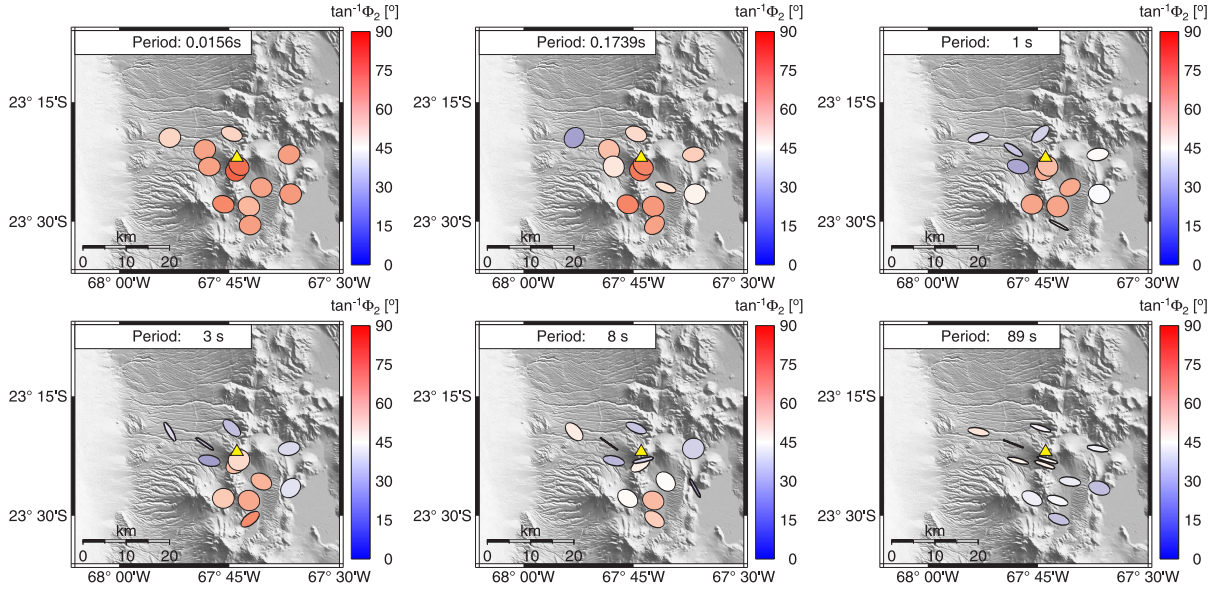 tan⁻¹Φ₂ [°] tan⁻¹Φ₂ [°] tan⁻¹Φ₂ [°]
Period: 0.0156s 90 Period: 0.1739s 90 Period: 1 s 90
75 75 75
23° 15'S 23° 15'S 23° 15'S
60 60 60
45 45 45
30 30 30
23° 30'S 23° 30'S 23° 30'S
km km km
15 15 15
0 10 20 0 0 10 20 0 0 10 20 0
68° 00'W 67° 45'W 67° 30'W 68° 00'W 67° 45'W 67° 30'W 68° 00'W 67° 45'W 67° 30'W
tan⁻¹Φ₂ [°] tan⁻¹Φ₂ [°] tan⁻¹Φ₂ [°]
Period: 3 s 90 Period: 8 s 90 Period: 89 s 90
75 75 75
23° 15'S 23° 15'S 23° 15'S
60 60 60
45 45 45
30 30 30
23° 30'S 23° 30'S 23° 30'S
km km km
15 15 15
0 10 20 0 0 10 20 0 0 10 20 0
68° 00'W 67° 45'W 67° 30'W 68° 00'W 67° 45'W 67° 30'W 68° 00'W 67° 45'W 67° 30'W